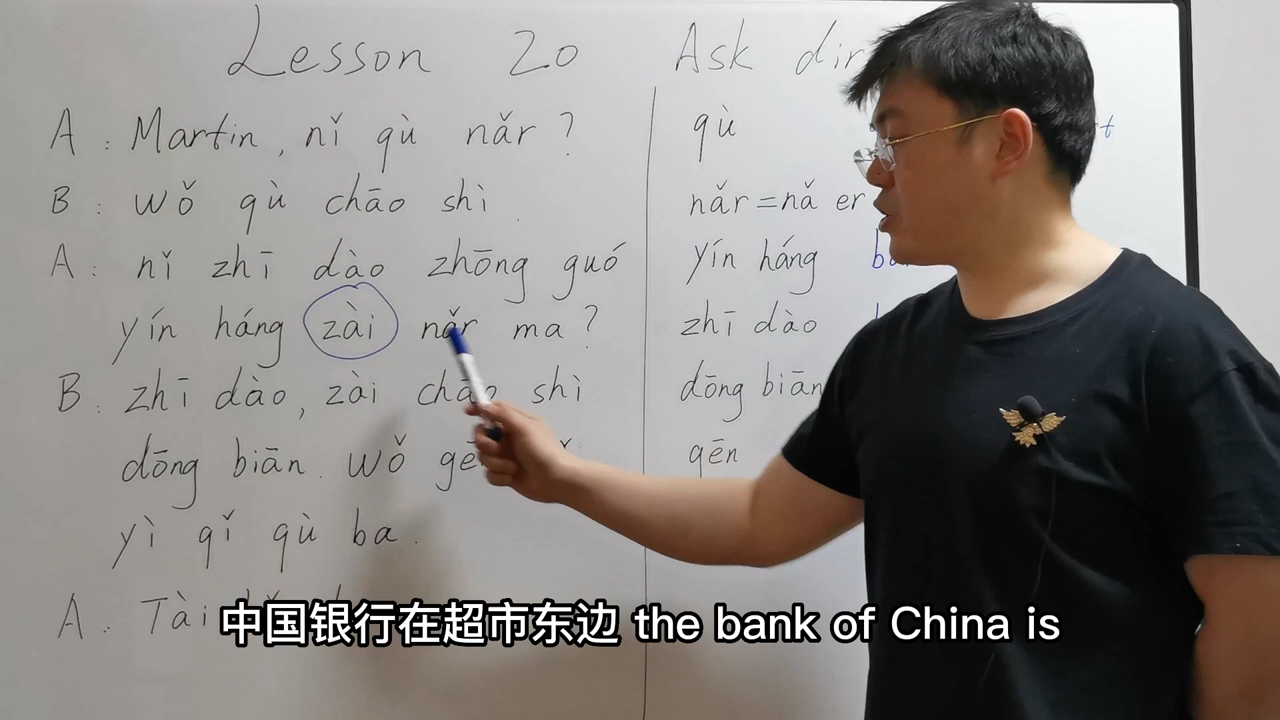 Lesson 20 Ask dir
A: Martin, nǐ qù nǎr?
B: wǒ qù chāo shì.
A: nǐ zhī dào zhōng guó
yín háng zài nǎr ma?
B: zhī dào, zài chāo shì
dōng biān. wǒ gē
yì qǐ qù ba.
A: Tài
qù
nǎr=nǎ er
yín háng
zhī dào
dōng biān
gēn
中国银行在超市东边 the bank of China is